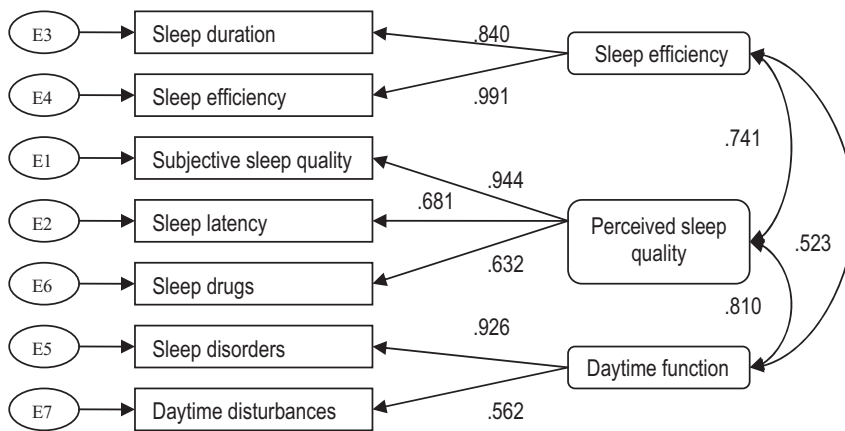 E3
Sleep duration
.840
Sleep efficiency
E4
Sleep efficiency
.991
.741
E1
Subjective sleep quality
.944
E2
Sleep latency
.681
Perceived sleep
quality
.523
E6
Sleep drugs
.632
.810
E5
Sleep disorders
.926
Daytime function
E7
Daytime disturbances
.562